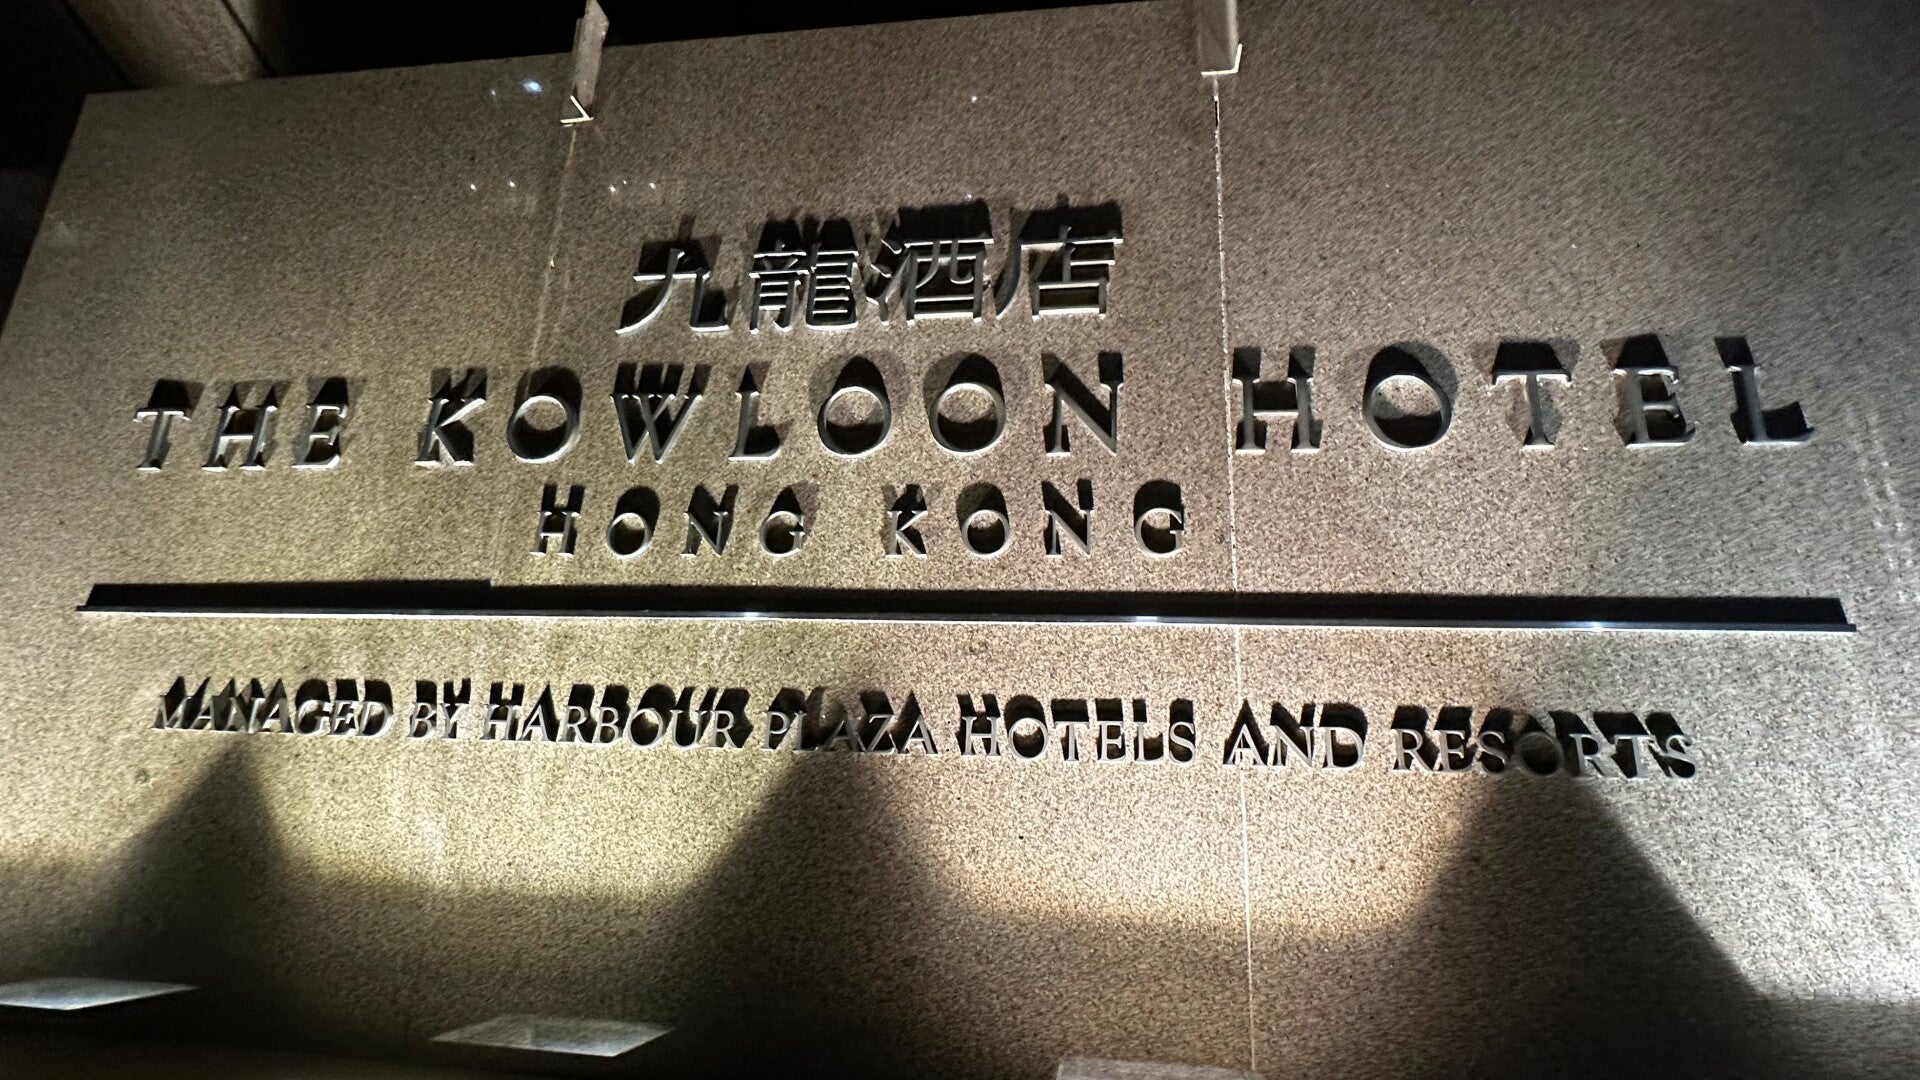 九龍酒店
THE KOWLOON HOTEL
HONG KONG
MANAGED BY HARBOUR PLAZA HOTELS AND RESORTS